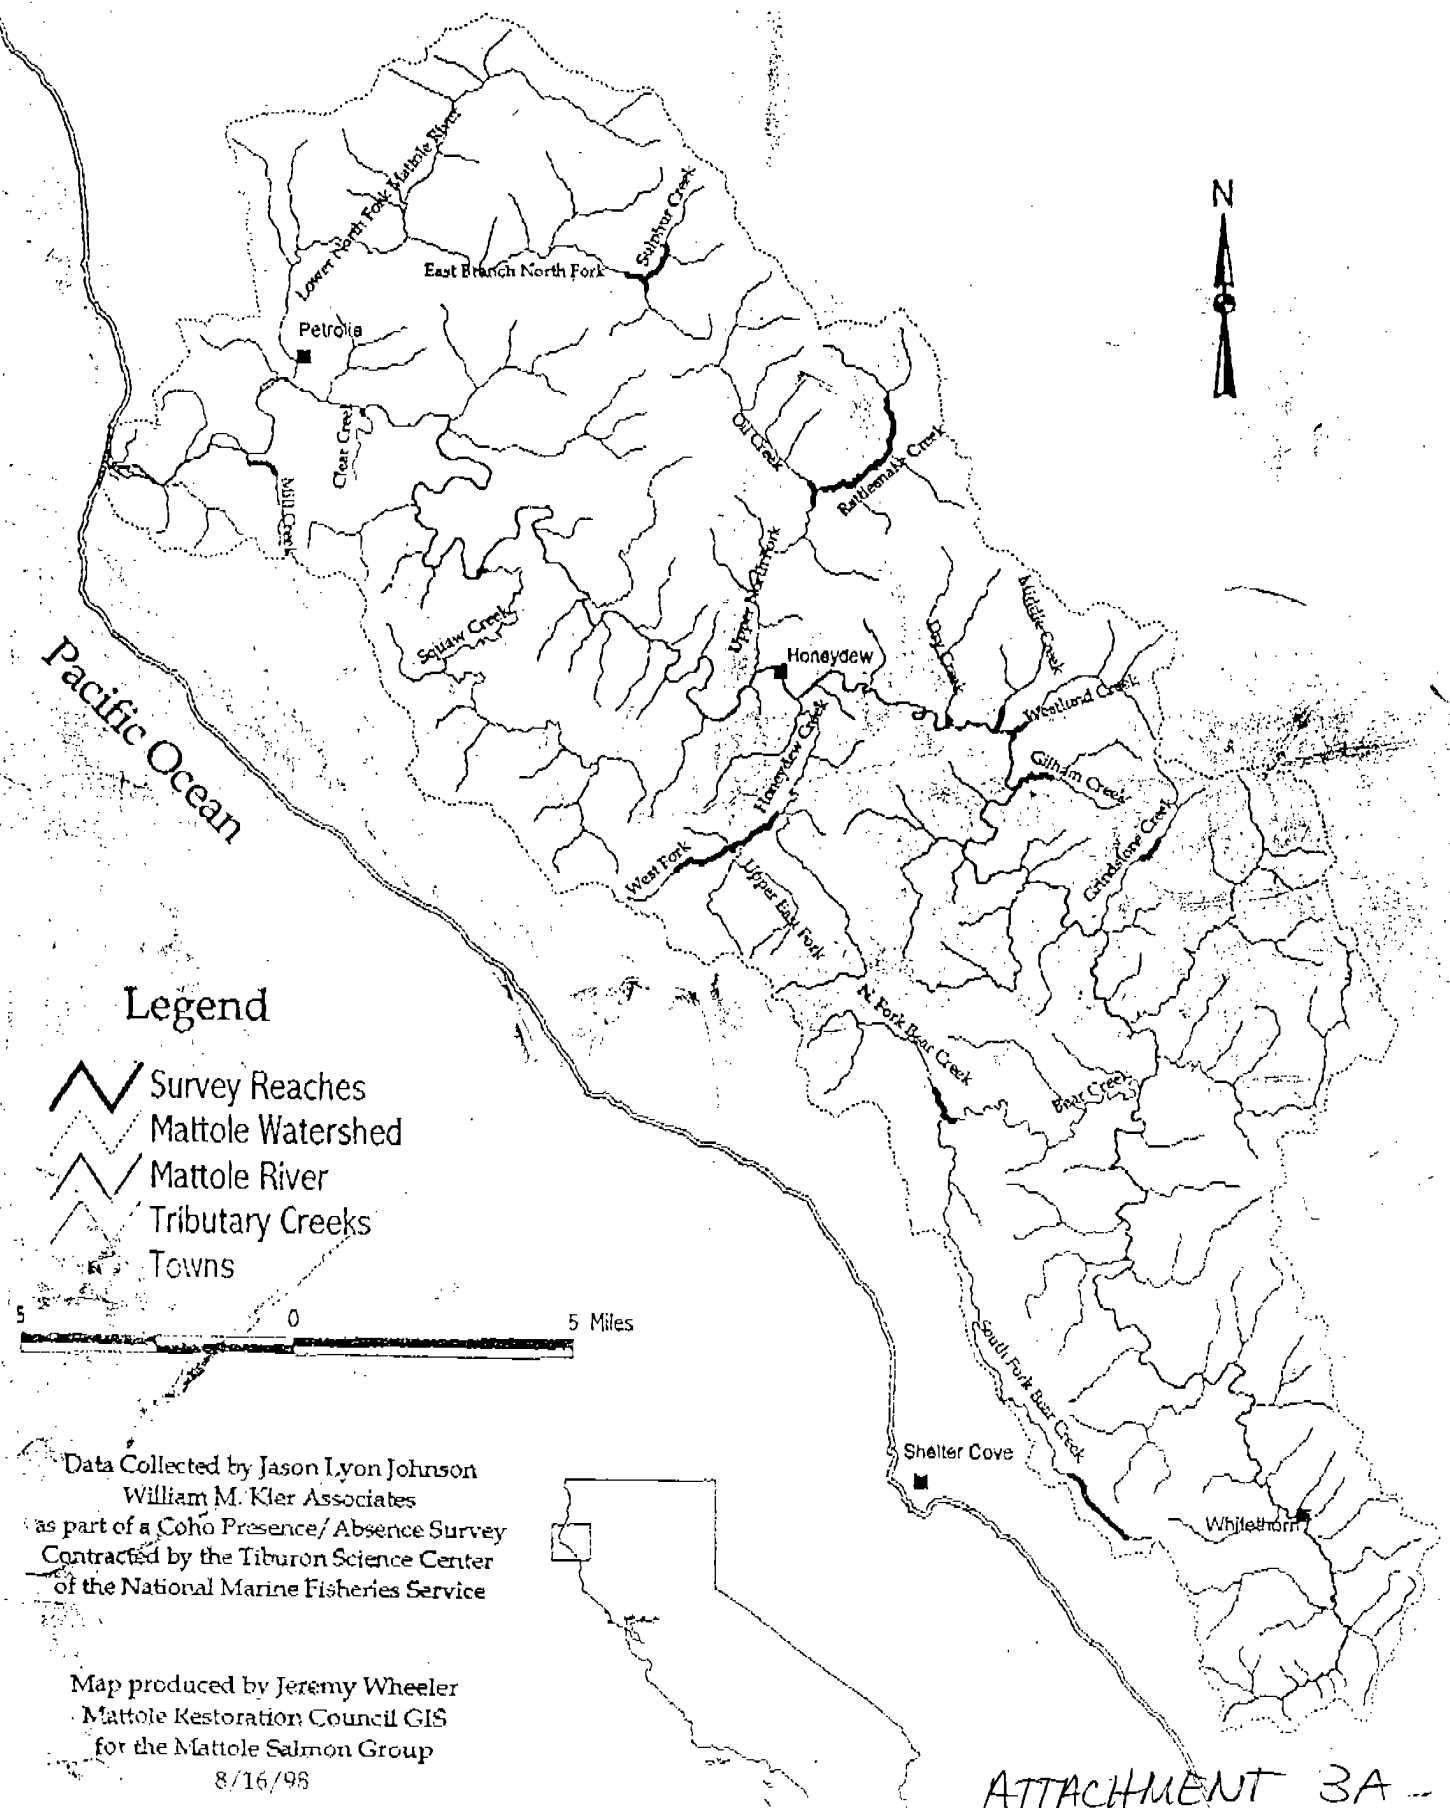 N
Lower North Fork Mattole River
Sulphur Creek
East Branch North Fork
Petrolia
Clear Creek
Oil Creek
Rattlesnake Creek
Mill Creek
Upper North Fork
Middle Creek
Dry Creek
Squaw Creek
Honeydew
Westlund Creek
Pacific Ocean
Honeydew Creek
Gilham Creek
Grindstone Creek
West Fork
Upper East Fork
N. Fork Bear Creek
Bear Creek
Legend
Survey Reaches
Mattole Watershed
Mattole River
Tributary Creeks
Towns
5 0 5 Miles
South Fork Bear Creek
Shelter Cove
Whitethorn
Data Collected by Jason Lyon Johnson
William M. Kier Associates
as part of a Coho Presence/Absence Survey
Contracted by the Tiburon Science Center
of the National Marine Fisheries Service
Map produced by Jeremy Wheeler
Mattole Restoration Council GIS
for the Mattole Salmon Group
8/16/98
ATTACHMENT 3A